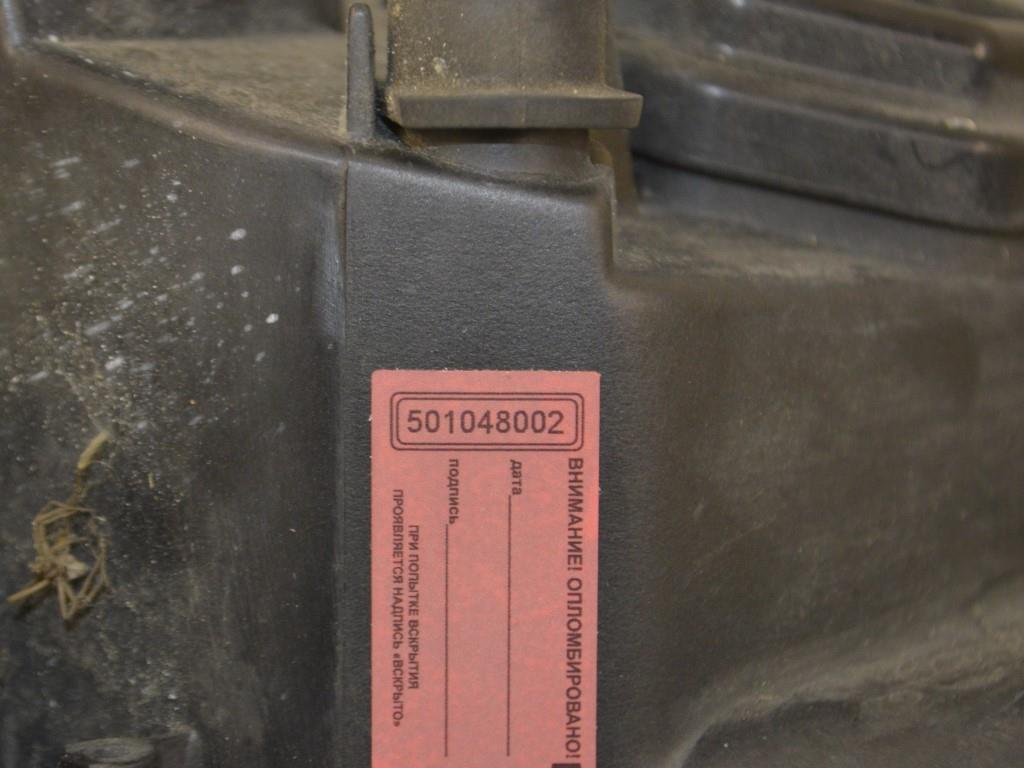 501048002
ВНИМАНИЕ! ОПЛОМБИРОВАНО!
дата
подпись
ПРИ ПОПЫТКЕ ВСКРЫТИЯ
ПРОЯВЛЯЕТСЯ НАДПИСЬ «ВСКРЫТО»